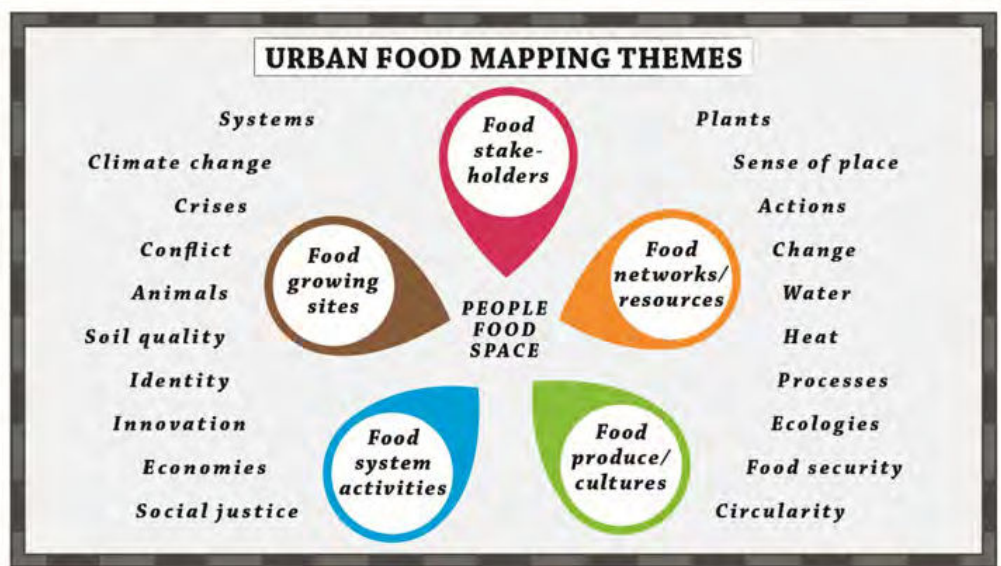 URBAN FOOD MAPPING THEMES
Systems
Climate change
Crises
Conflict
Animals
Soil quality
Identity
Innovation
Economies
Social justice
Food
stake-
holders
Food
growing
sites
Food
networks/
resources
PEOPLE
FOOD
SPACE
Food
system
activities
Food
produce/
cultures
Plants
Sense of place
Actions
Change
Water
Heat
Processes
Ecologies
Food security
Circularity